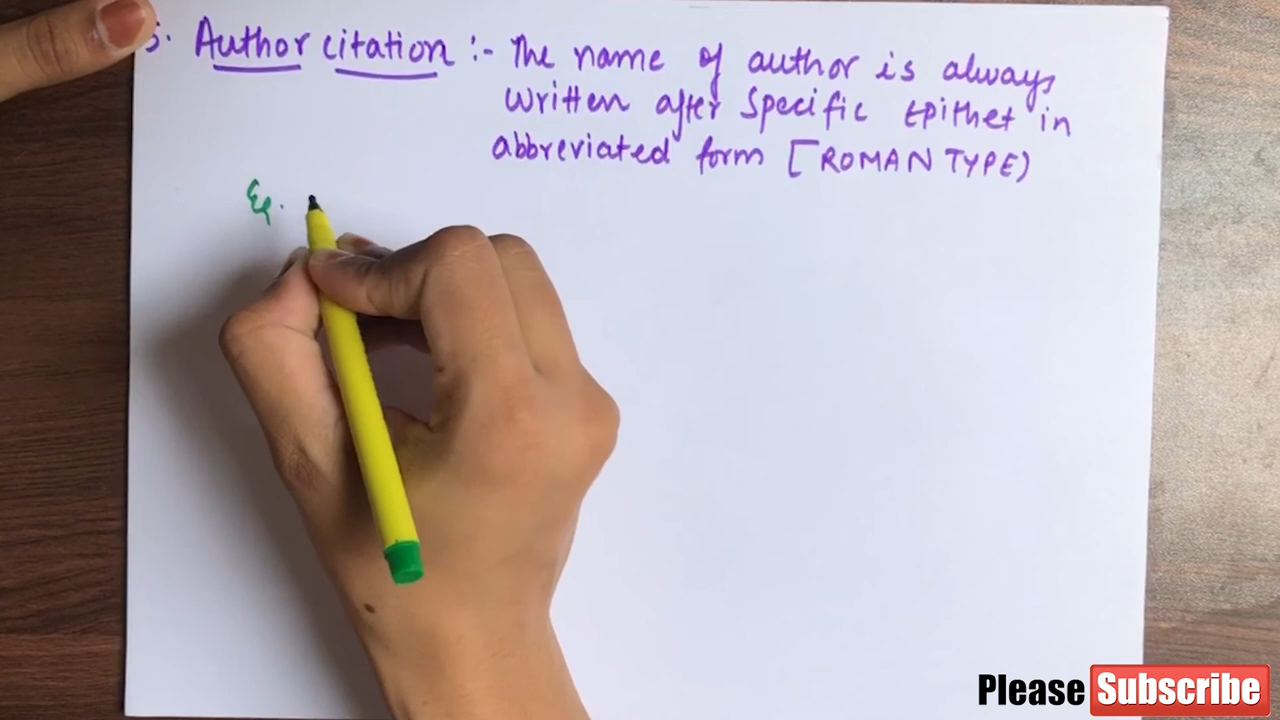 5. Author citation :- The name of author is always
written after specific epithet in
abbreviated form [ROMAN TYPE)
Eg.
Please Subscribe